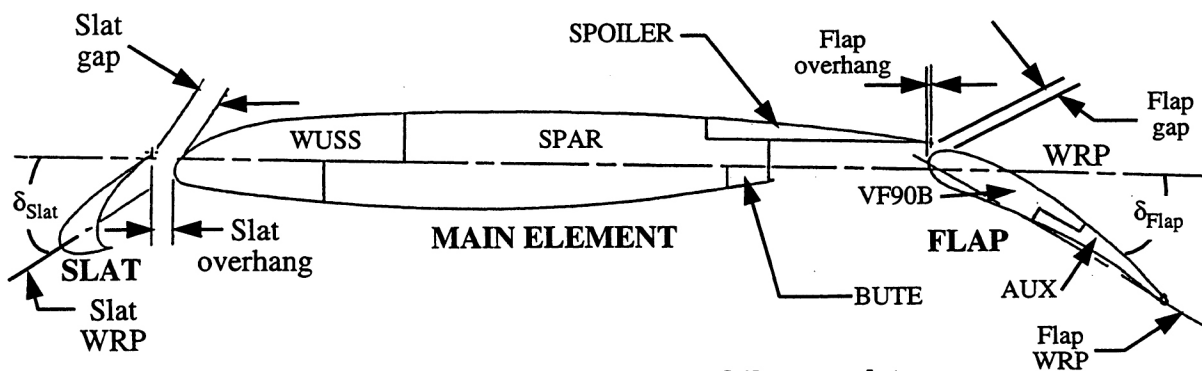 Slat
gap
SPOILER
Flap
overhang
Flap
gap
WUSS
SPAR
WRP
δSlat
VF90B
δFlap
Slat
overhang
MAIN ELEMENT
FLAP
SLAT
BUTE
AUX
Slat
WRP
Flap
WRP